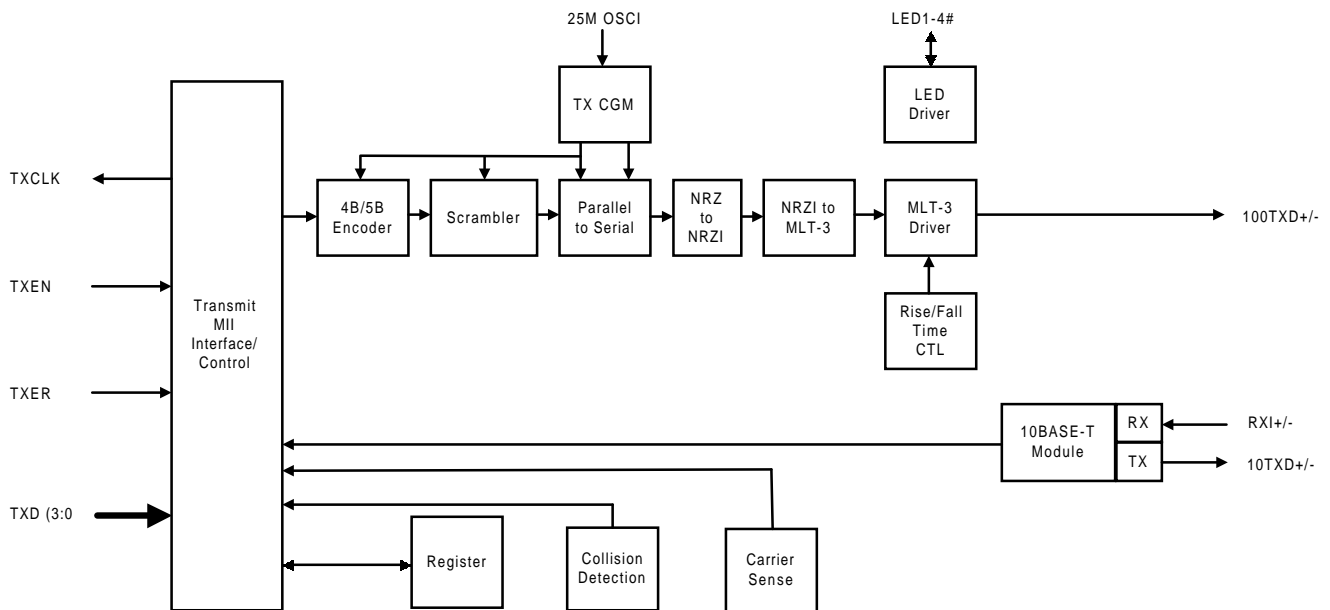 25M OSCI
LED1-4#
TX CGM
LED
Driver
TXCLK
4B/5B
Encoder
Scrambler
Parallel
to Serial
NRZ
to
NRZI
NRZI to
MLT-3
MLT-3
Driver
100TXD+/-
TXEN
Transmit
MII
Interface/
Control
Rise/Fall
Time
CTL
TXER
10BASE-T
Module
RX
RXI+/-
TX
10TXD+/-
TXD (3:0
Register
Collision
Detection
Carrier
Sense